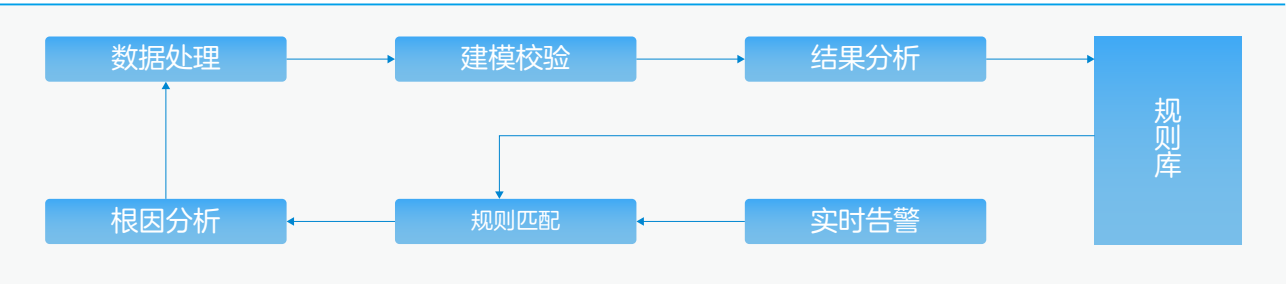 数据处理
建模校验
结果分析
规则库
根因分析
规则匹配
实时告警